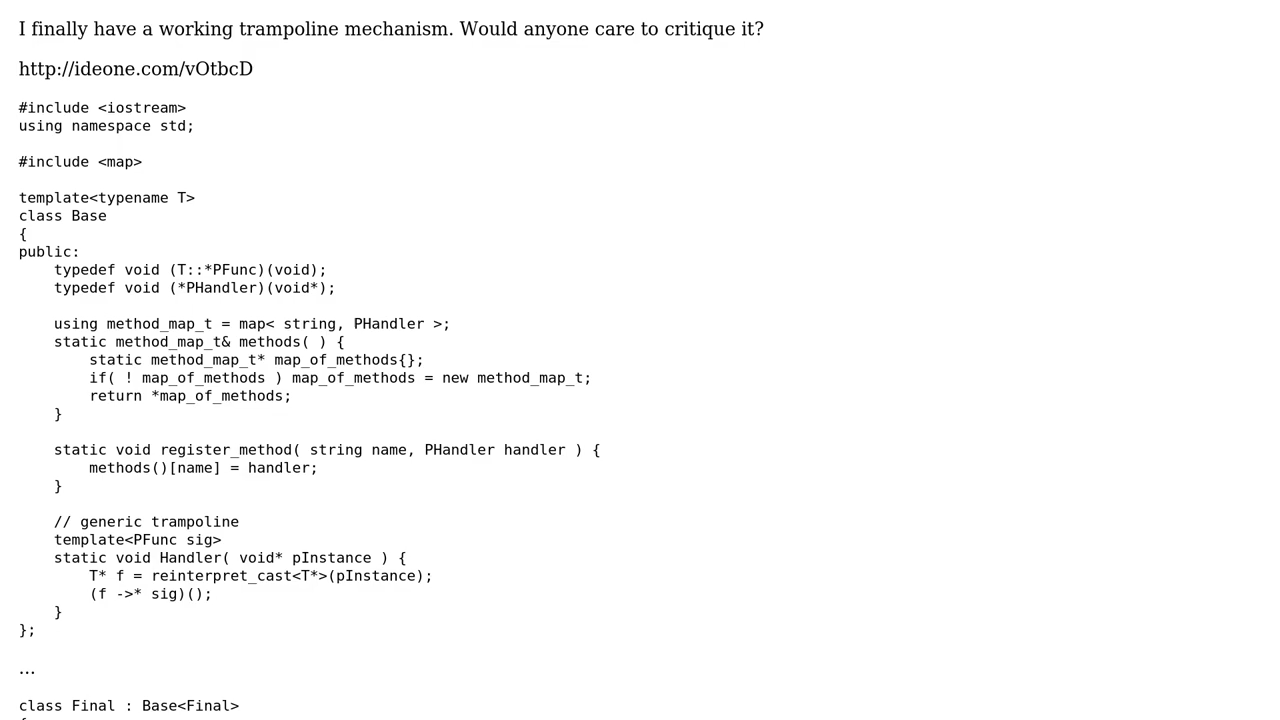 I finally have a working trampoline mechanism. Would anyone care to critique it?
http://ideone.com/vOtbcD
#include <iostream>
using namespace std;
#include <map>
template<typename T>
class Base
{
public:
    typedef void (T::*PFunc)(void);
    typedef void (*PHandler)(void*);
    using method_map_t = map< string, PHandler >;
    static method_map_t& methods( ) {
        static method_map_t* map_of_methods{};
        if( ! map_of_methods ) map_of_methods = new method_map_t;
        return *map_of_methods;
    }
    static void register_method( string name, PHandler handler ) {
        methods()[name] = handler;
    }
    // generic trampoline
    template<PFunc sig>
    static void Handler( void* pInstance ) {
        T* f = reinterpret_cast<T*>(pInstance);
        (f ->* sig)();
    }
};
...
class Final : Base<Final>